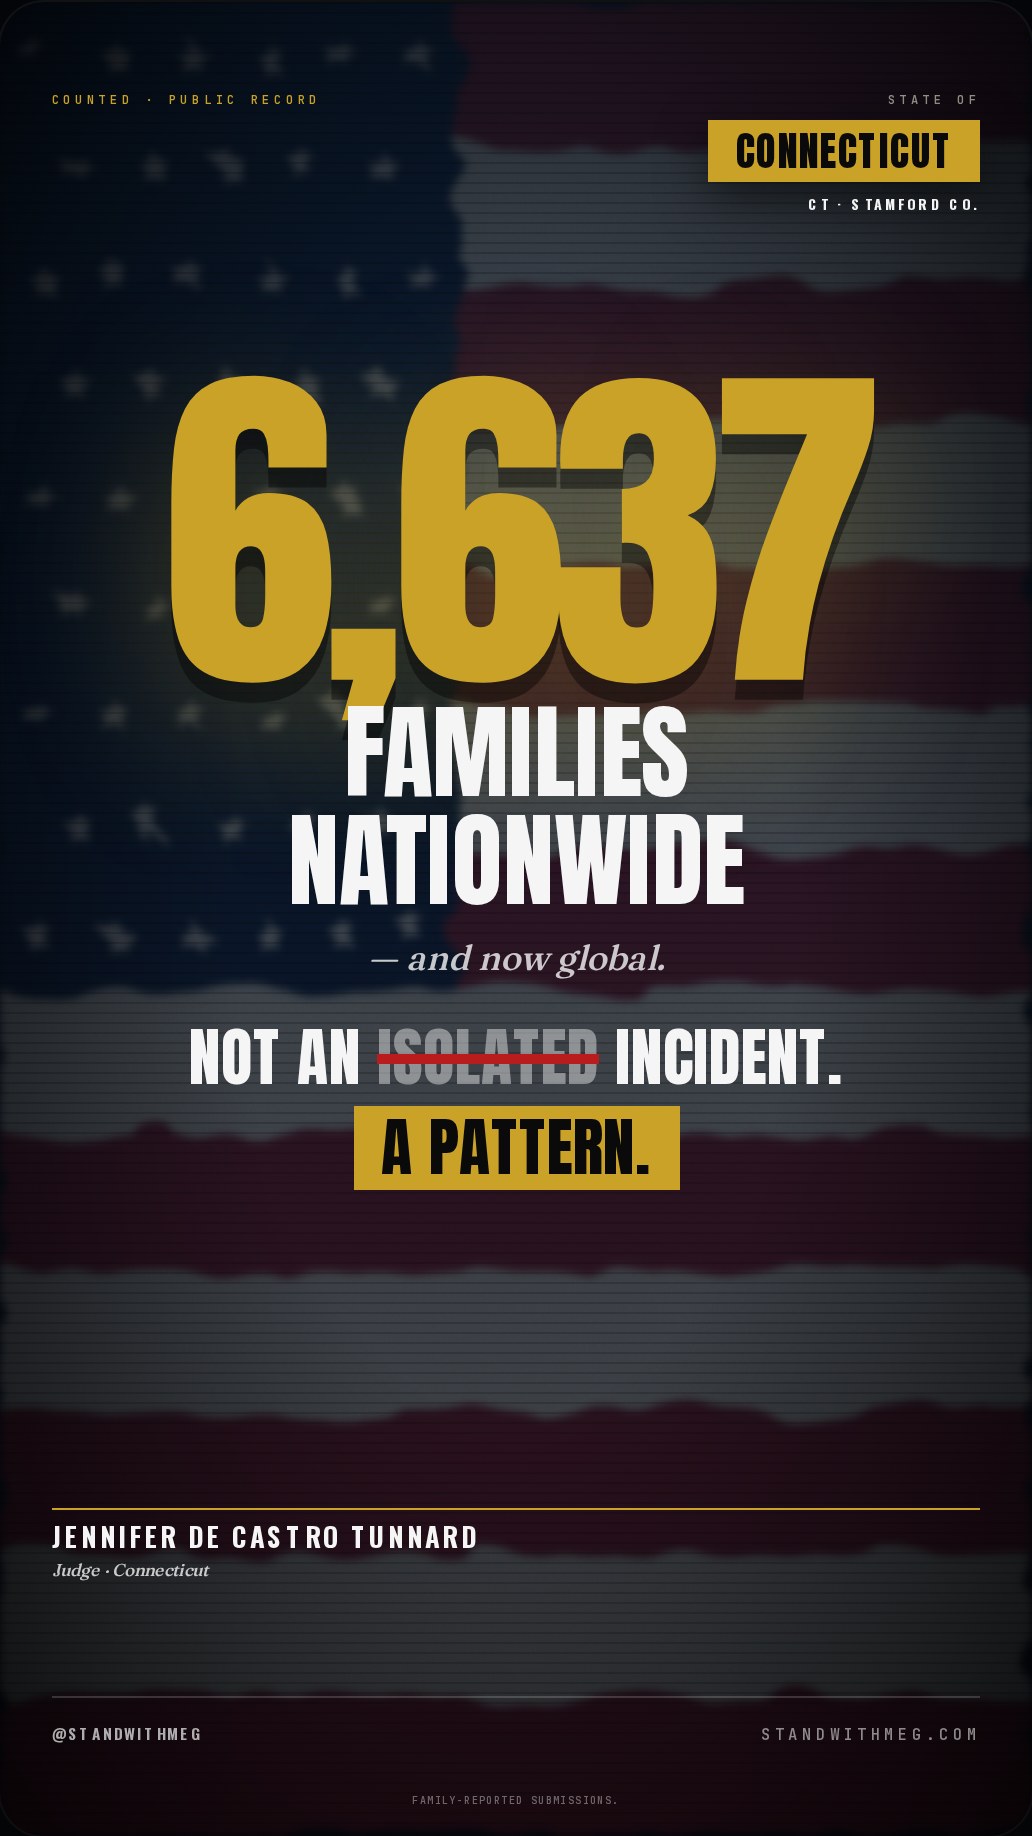 COUNTED · PUBLIC RECORD
STATE OF
CONNECTICUT
CT · STAMFORD CO.
6,637
FAMILIES
NATIONWIDE
— and now global.
NOT AN ISOLATED INCIDENT.
A PATTERN.
JENNIFER DE CASTRO TUNNARD
Judge · Connecticut
@STANDWITHMEG
STANDWITHMEG.COM
FAMILY-REPORTED SUBMISSIONS.